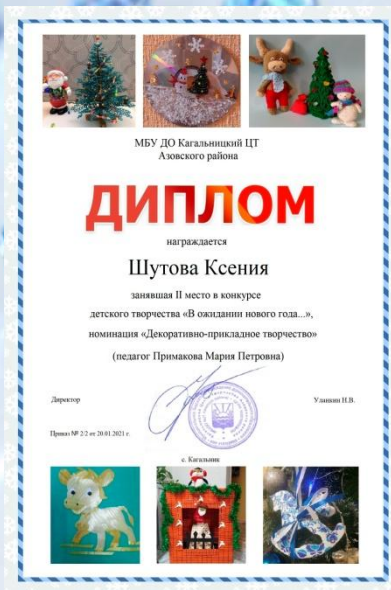 МБУ ДО Кагальницкий ЦТ
Азовского района
ДИПЛОМ
награждается
Шутова Ксения
занявшая II место в конкурсе
детского творчества «В ожидании нового года...»,
номинация «Декоративно-прикладное творчество»
(педагог Примакова Мария Петровна)
Директор
Уланкин Н.В.
Приказ № 2/2 от 20.01.2021 г.
с. Кагальник